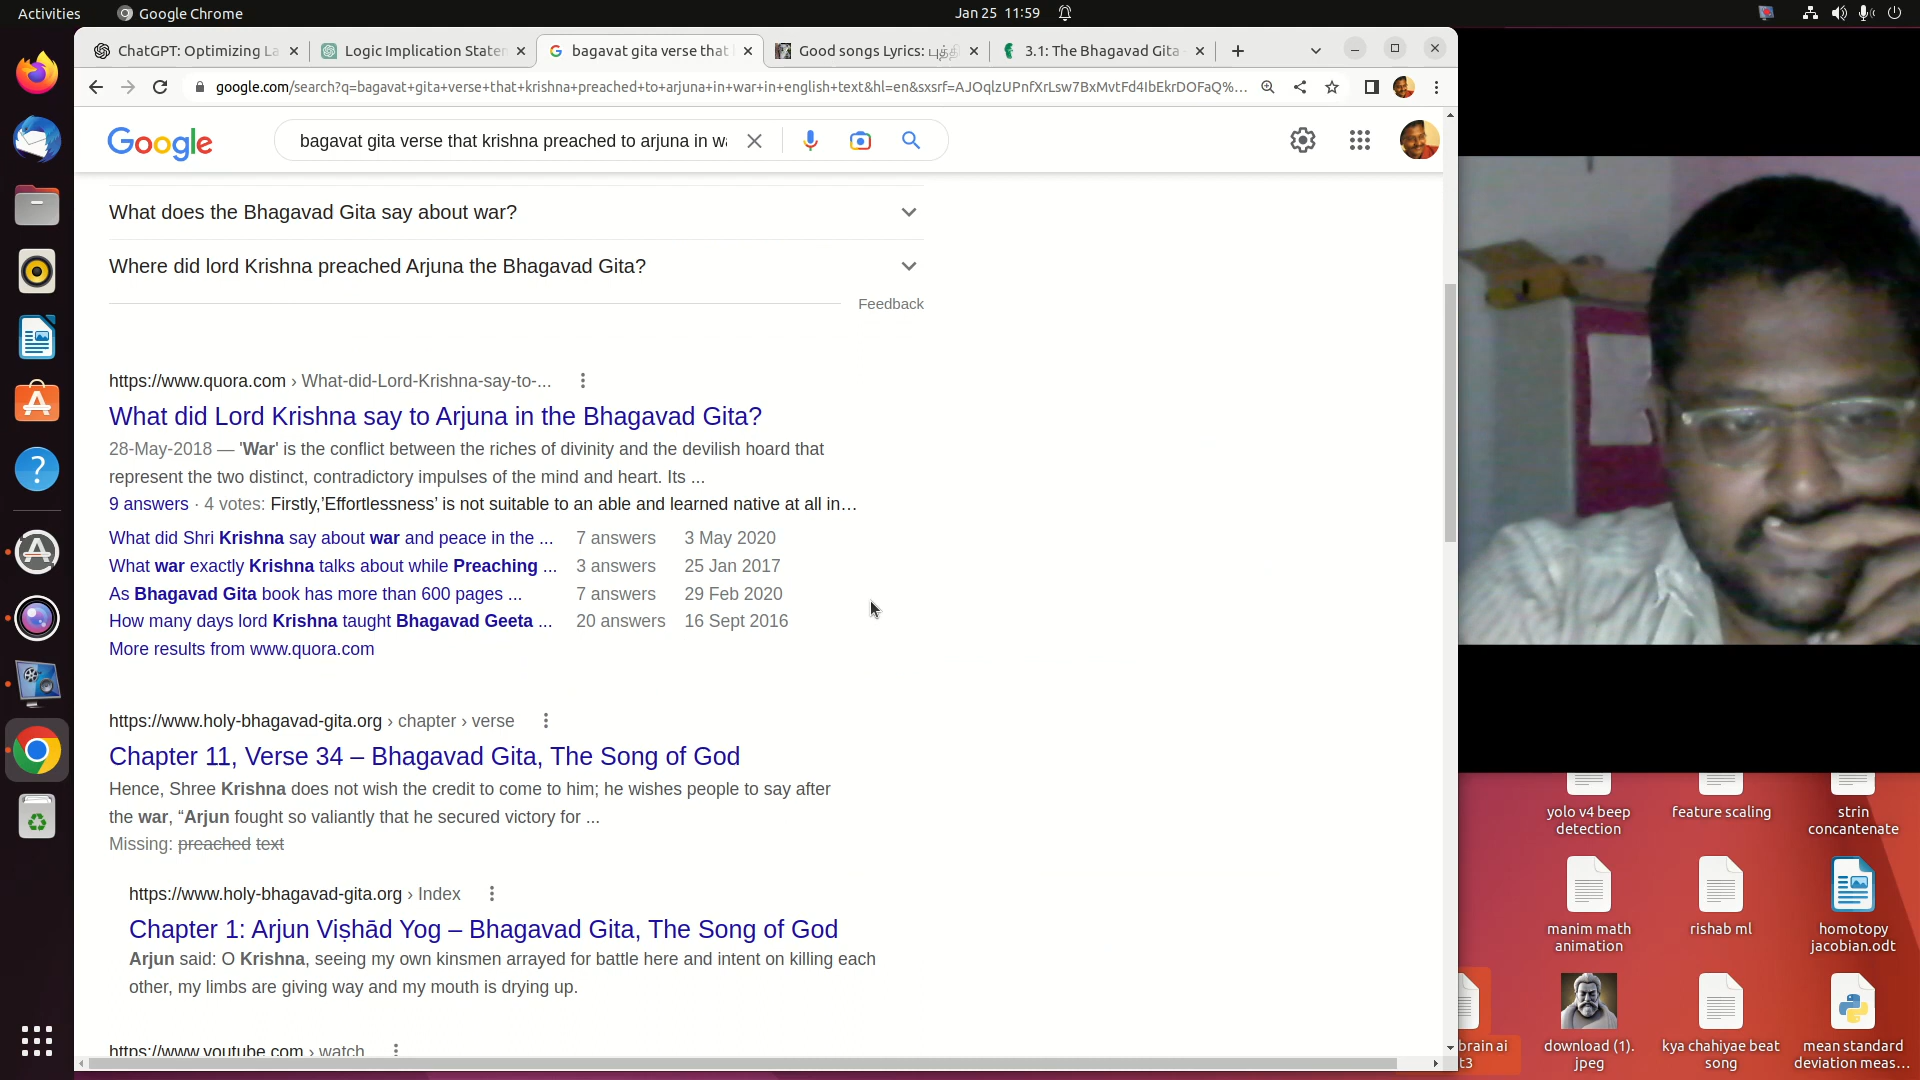 Activities
Google Chrome
Jan 25 11:59
ChatGPT: Optimizing La
Logic Implication Staten
bagavat gita verse that
Good songs Lyrics:
3.1: The Bhagavad Gita
google.com/search?q=bagavat+gita+verse+that+krishna+preached+to+arjuna+in+war+in+english+text&hl=en&sxsrf=AJOqlzUPnfXrLsw7BxMvtFd4IbEkrDOFaQ%...
Google
bagavat gita verse that krishna preached to arjuna in wa
What does the Bhagavad Gita say about war?
Where did lord Krishna preached Arjuna the Bhagavad Gita?
Feedback
https://www.quora.com › What-did-Lord-Krishna-say-to-...
What did Lord Krishna say to Arjuna in the Bhagavad Gita?
28-May-2018 — 'War' is the conflict between the riches of divinity and the devilish hoard that
represent the two distinct, contradictory impulses of the mind and heart. Its ...
9 answers · 4 votes: Firstly,'Effortlessness' is not suitable to an able and learned native at all in...
What did Shri Krishna say about war and peace in the ... 7 answers 3 May 2020
What war exactly Krishna talks about while Preaching ... 3 answers 25 Jan 2017
As Bhagavad Gita book has more than 600 pages ... 7 answers 29 Feb 2020
How many days lord Krishna taught Bhagavad Geeta ... 20 answers 16 Sept 2016
More results from www.quora.com
https://www.holy-bhagavad-gita.org › chapter › verse
Chapter 11, Verse 34 – Bhagavad Gita, The Song of God
Hence, Shree Krishna does not wish the credit to come to him; he wishes people to say after
the war, “Arjun fought so valiantly that he secured victory for ...
Missing: preached text
https://www.holy-bhagavad-gita.org › Index
Chapter 1: Arjun Viṣhād Yog – Bhagavad Gita, The Song of God
Arjun said: O Krishna, seeing my own kinsmen arrayed for battle here and intent on killing each
other, my limbs are giving way and my mouth is drying up.
https://www.youtube.com › watch
yolo v4 beep
detection
feature scaling
strin
concantenate
manim math
animation
rishab ml
homotopy
jacobian.odt
brain ai
t3
download (1).
jpeg
kya chahiyae beat
song
mean standard
deviation meas...